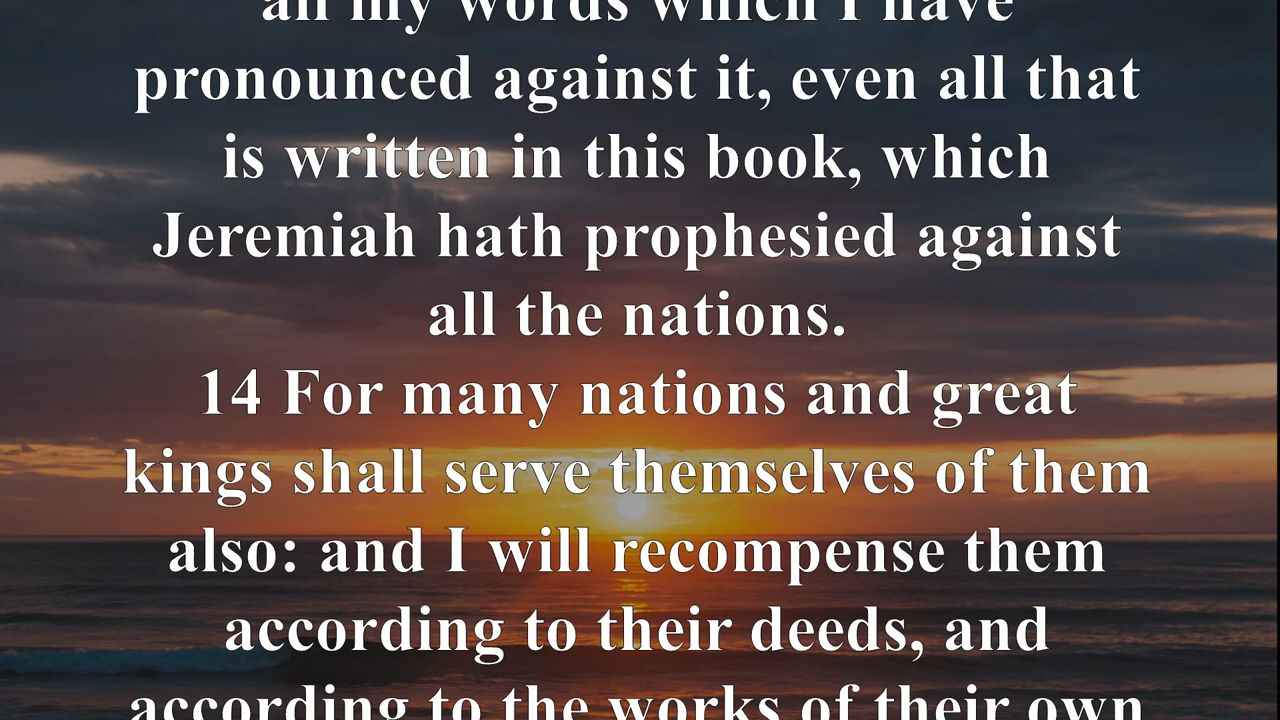 all my words which I have
pronounced against it, even all that
is written in this book, which
Jeremiah hath prophesied against
all the nations.
14 For many nations and great
kings shall serve themselves of them
also: and I will recompense them
according to their deeds, and
according to the works of their own